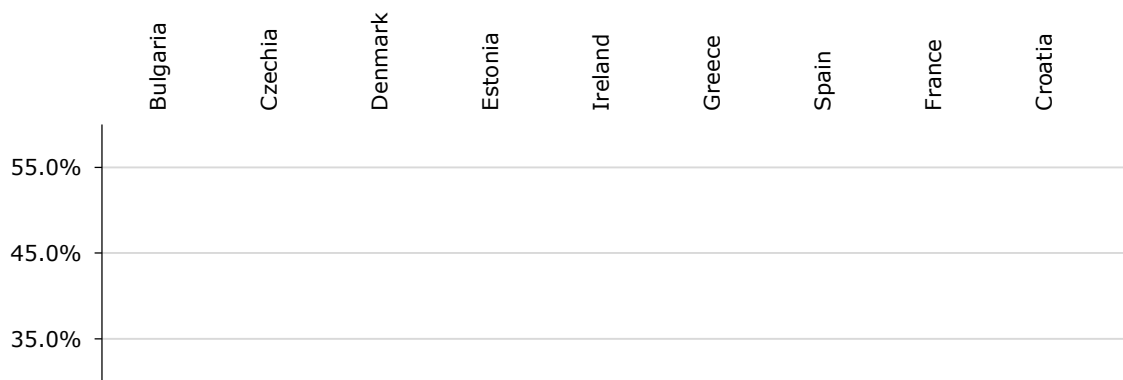 Bulgaria
Czechia
Denmark
Estonia
Ireland
Greece
Spain
France
Croatia
55.0%
45.0%
35.0%